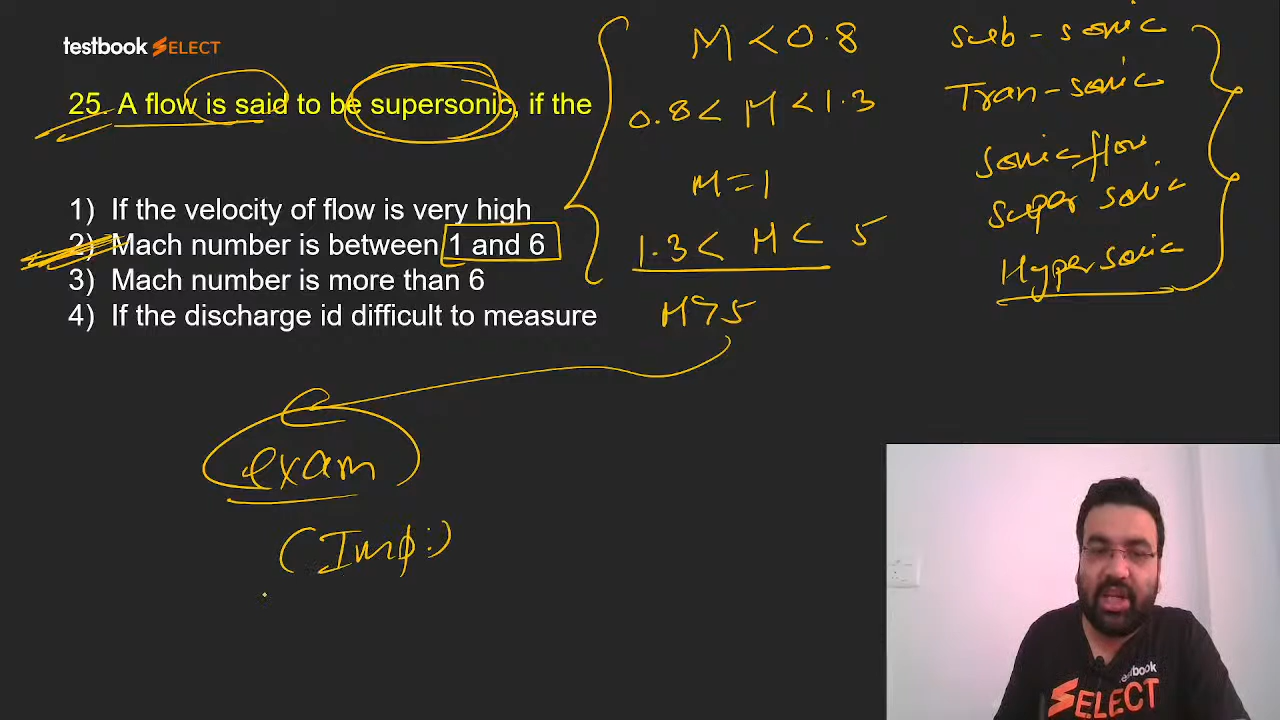 testbook SELECT
25. A flow is said to be supersonic, if the
1) If the velocity of flow is very high
2) Mach number is between 1 and 6
3) Mach number is more than 6
4) If the discharge id difficult to measure
M < 0.8 Sub-sonic
0.8 < M < 1.3 Tran-sonic
M = 1 Sonic flow
1.3 < M < 5 Super sonic
M > 5 Hypersonic
exam
(Imp:)
testbook
SELECT